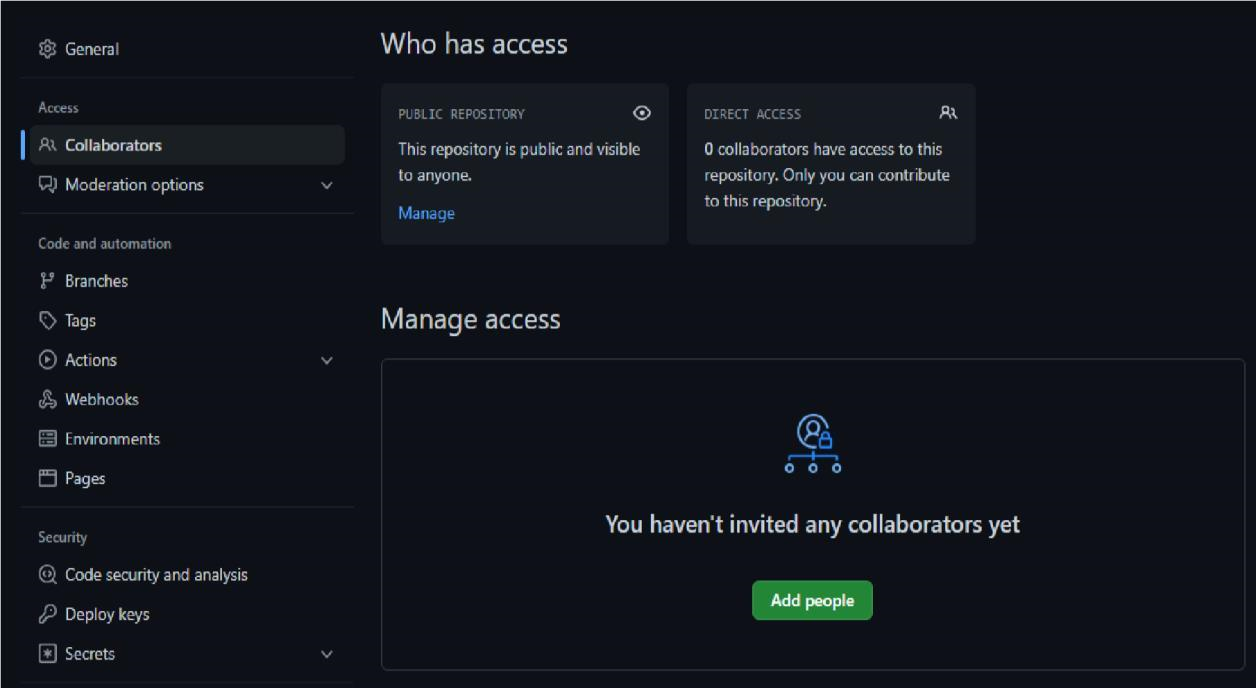 General
Access
Collaborators
Moderation options
Code and automation
Branches
Tags
Actions
Webhooks
Environments
Pages
Security
Code security and analysis
Deploy keys
Secrets
Who has access
PUBLIC REPOSITORY
This repository is public and visible
to anyone.
Manage
DIRECT ACCESS
0 collaborators have access to this
repository. Only you can contribute
to this repository.
Manage access
You haven't invited any collaborators yet
Add people